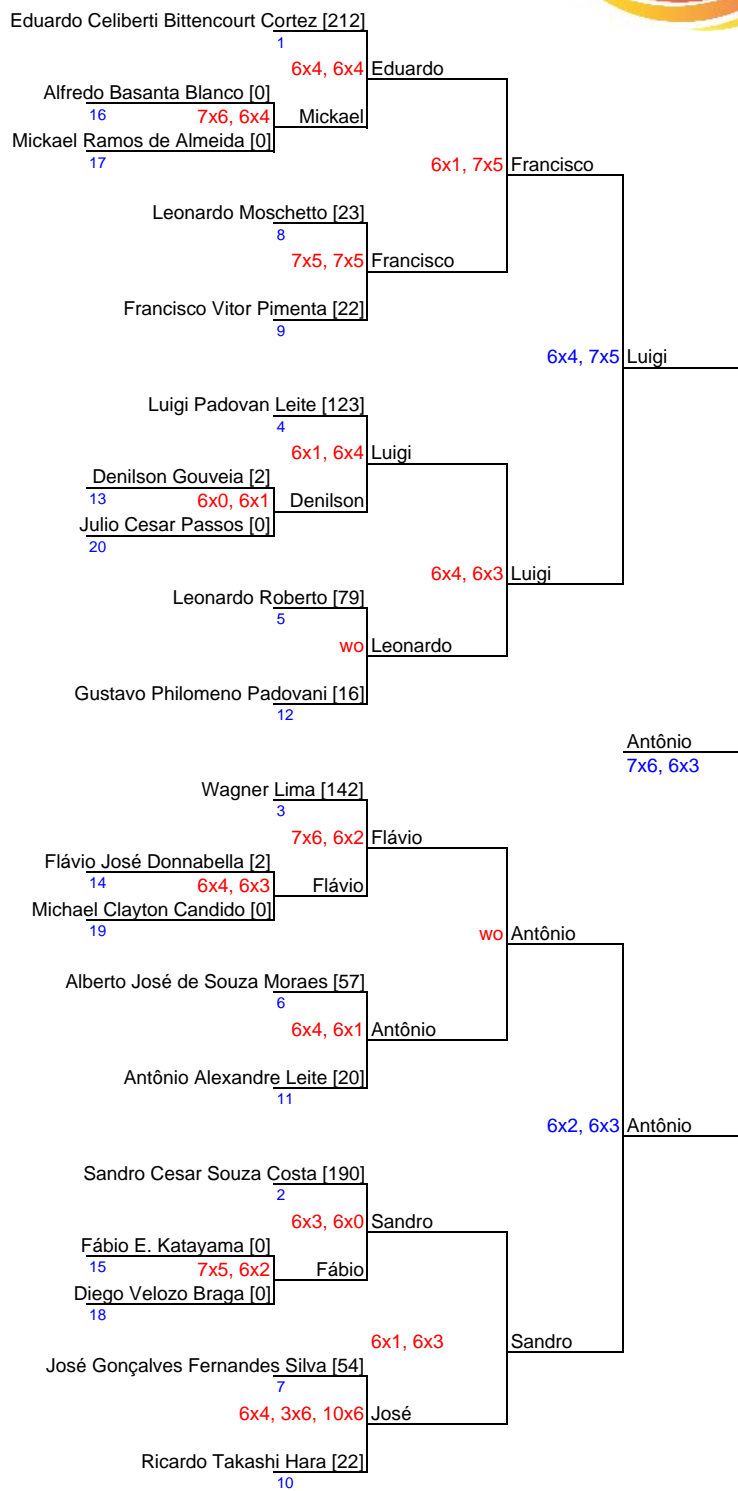 Eduardo Celiberti Bittencourt Cortez [212]
1
6x4, 6x4 Eduardo
Alfredo Basanta Blanco [0]
16
7x6, 6x4 Mickael
Mickael Ramos de Almeida [0]
17
6x1, 7x5 Francisco
Leonardo Moschetto [23]
8
7x5, 7x5 Francisco
Francisco Vitor Pimenta [22]
9
6x4, 7x5 Luigi
Luigi Padovan Leite [123]
4
6x1, 6x4 Luigi
Denilson Gouveia [2]
13
6x0, 6x1 Denilson
Julio Cesar Passos [0]
20
6x4, 6x3 Luigi
Leonardo Roberto [79]
5
wo Leonardo
Gustavo Philomeno Padovani [16]
12
Antônio
7x6, 6x3
Wagner Lima [142]
3
7x6, 6x2 Flávio
Flávio José Donnabella [2]
14
6x4, 6x3 Flávio
Michael Clayton Candido [0]
19
wo Antônio
Alberto José de Souza Moraes [57]
6
6x4, 6x1 Antônio
Antônio Alexandre Leite [20]
11
6x2, 6x3 Antônio
Sandro Cesar Souza Costa [190]
2
6x3, 6x0 Sandro
Fábio E. Katayama [0]
15
7x5, 6x2 Fábio
Diego Velozo Braga [0]
18
6x1, 6x3 Sandro
José Gonçalves Fernandes Silva [54]
7
6x4, 3x6, 10x6 José
Ricardo Takashi Hara [22]
10